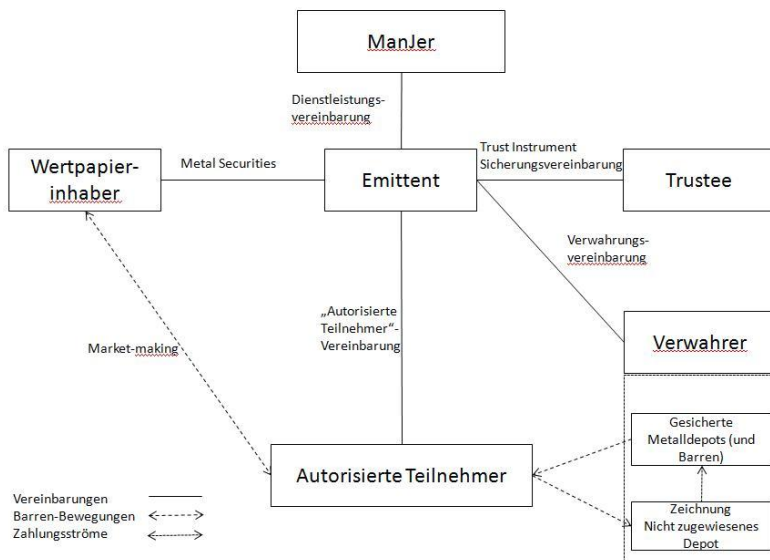 ManJer
Dienstleistungs-
vereinbarung
Wertpapier-
inhaber
Metal Securities
Emittent
Trust Instrument
Sicherungsvereinbarung
Trustee
Verwahrungs-
vereinbarung
„Autorisierte
Teilnehmer“-
Vereinbarung
Market-making
Verwahrer
Gesicherte
Metalldepots (und
Barren)
Autorisierte Teilnehmer
Zeichnung
Nicht zugewiesenes
Depot
Vereinbarungen
Barren-Bewegungen
Zahlungsströme